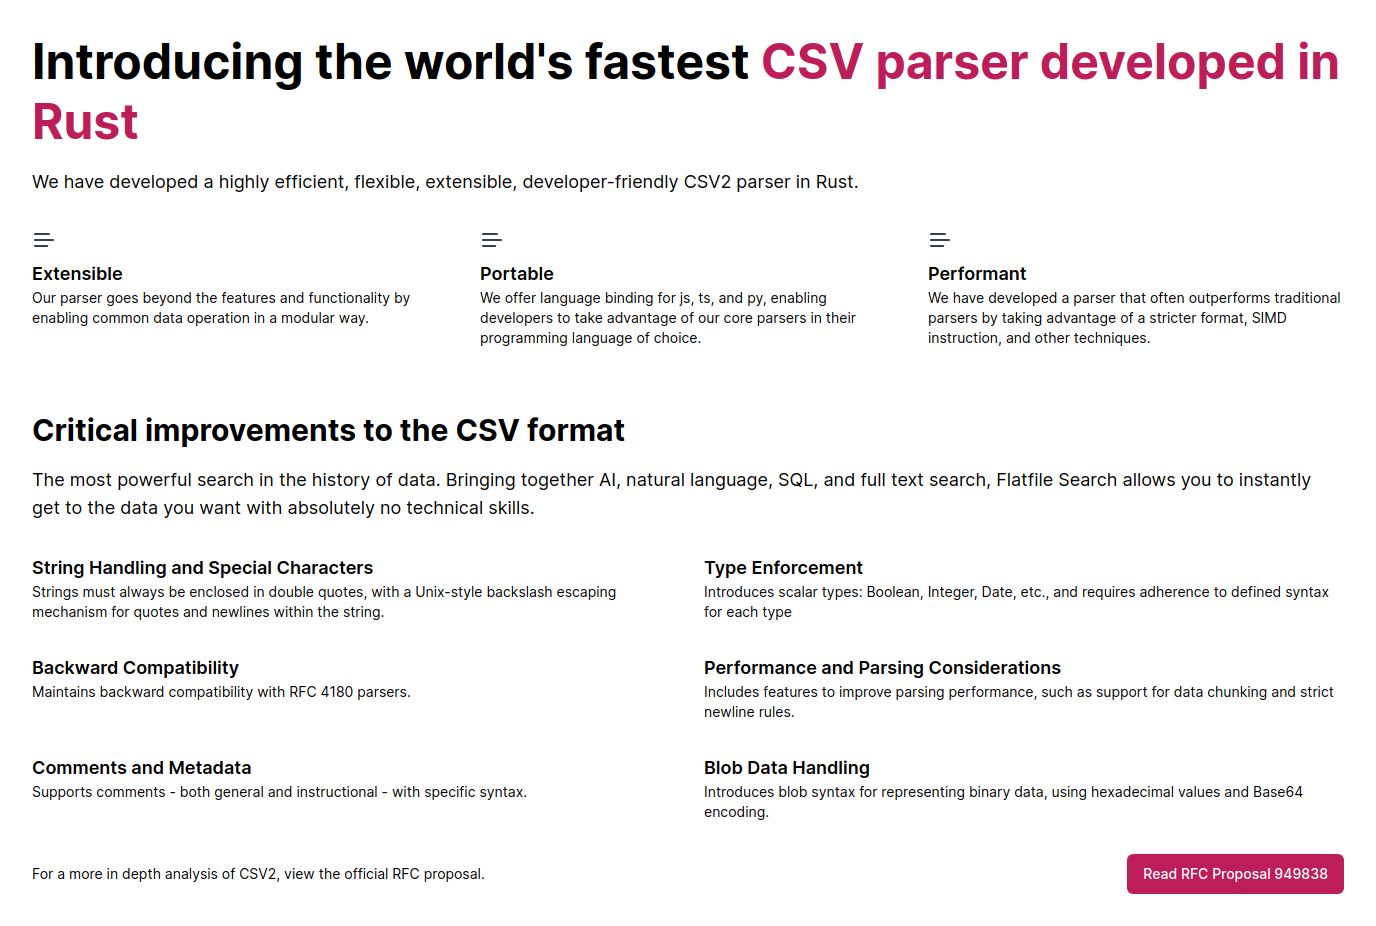 Introducing the world's fastest CSV parser developed in
Rust
We have developed a highly efficient, flexible, extensible, developer-friendly CSV2 parser in Rust.
Extensible
Our parser goes beyond the features and functionality by
enabling common data operation in a modular way.
Portable
We offer language binding for js, ts, and py, enabling
developers to take advantage of our core parsers in their
programming language of choice.
Performant
We have developed a parser that often outperforms traditional
parsers by taking advantage of a stricter format, SIMD
instruction, and other techniques.
Critical improvements to the CSV format
The most powerful search in the history of data. Bringing together AI, natural language, SQL, and full text search, Flatfile Search allows you to instantly
get to the data you want with absolutely no technical skills.
String Handling and Special Characters
Strings must always be enclosed in double quotes, with a Unix-style backslash escaping
mechanism for quotes and newlines within the string.
Type Enforcement
Introduces scalar types: Boolean, Integer, Date, etc., and requires adherence to defined syntax
for each type
Backward Compatibility
Maintains backward compatibility with RFC 4180 parsers.
Performance and Parsing Considerations
Includes features to improve parsing performance, such as support for data chunking and strict
newline rules.
Comments and Metadata
Supports comments - both general and instructional - with specific syntax.
Blob Data Handling
Introduces blob syntax for representing binary data, using hexadecimal values and Base64
encoding.
For a more in depth analysis of CSV2, view the official RFC proposal.
Read RFC Proposal 949838